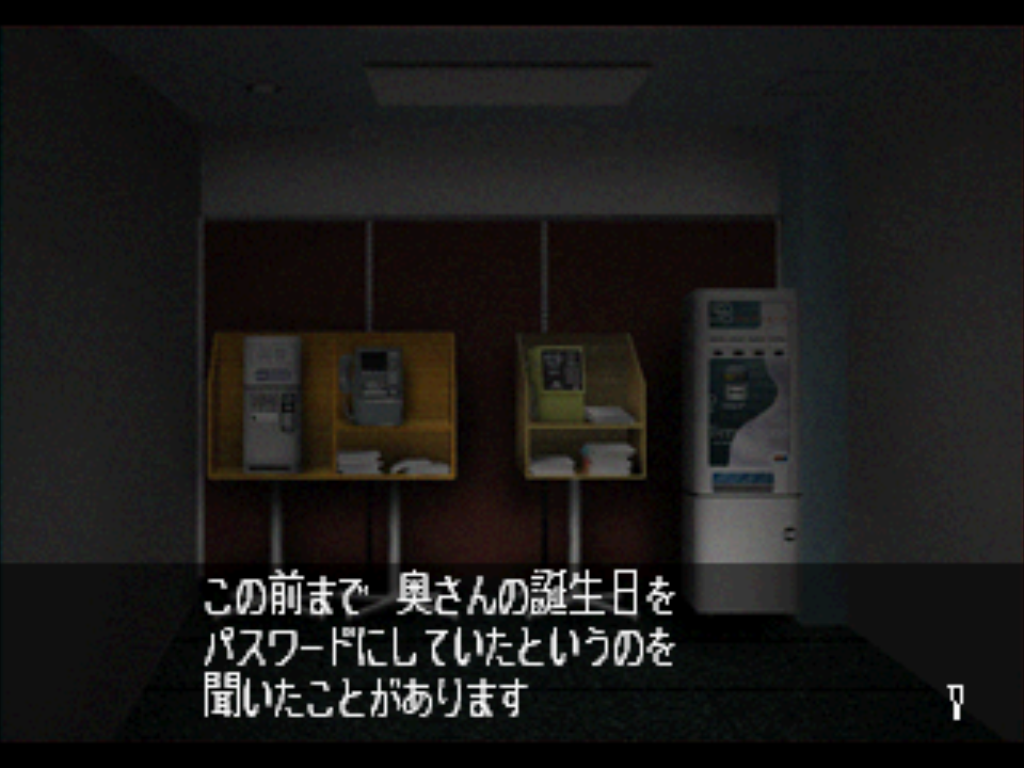 この前まで 奥さんの誕生日を
パスワードにしていたというのを
聞いたことがあります